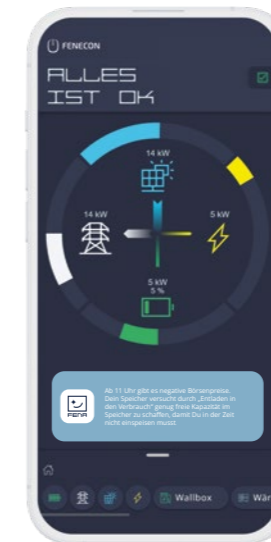 FENECON
ALLES
IST OK
14 kW
14 kW
5 kW
5 kW
5 %
Ab 11 Uhr gibt es negative Börsenpreise.
Dein Speicher versucht durch „Entladen in
den Verbrauch“ genug freie Kapazität im
Speicher zu schaffen, damit Du in der Zeit
nicht einspeisen musst
FENA
Wallbox
Wär